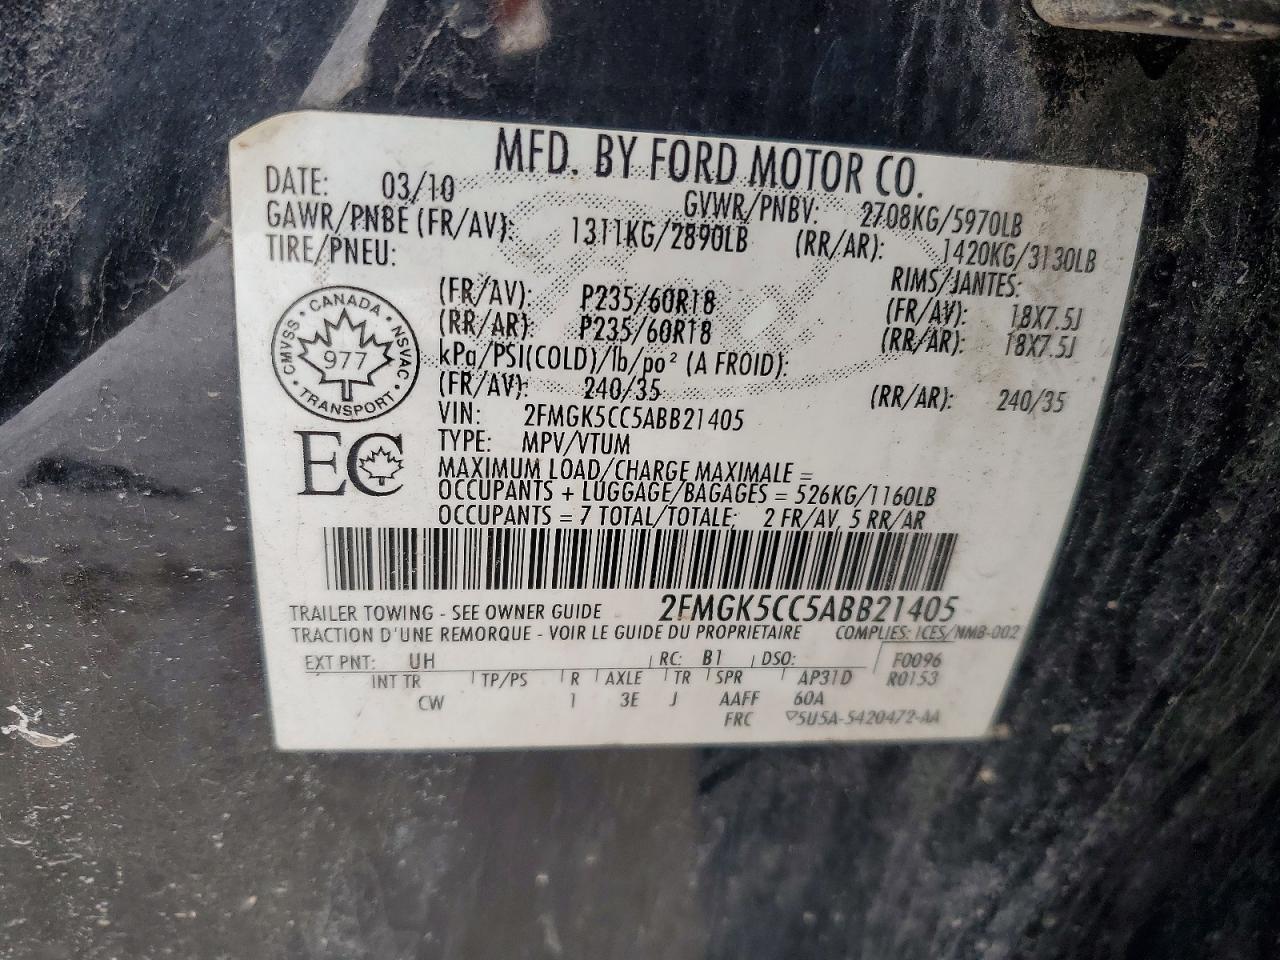 MFD. BY FORD MOTOR CO.
DATE: 03/10 GVWR/PNBV: 2708KG/5970LB
GAWR/PNBE (FR/AV): 1311KG/2890LB (RR/AR): 1420KG/3130LB
TIRE/PNEU: RIMS/JANTES:
(FR/AV): P235/60R18 (FR/AV): 18X7.5J
(RR/AR): P235/60R18 (RR/AR): 18X7.5J
kPa/PSI(COLD)/lb/po² (A FROID):
(FR/AV): 240/35 (RR/AR): 240/35
CANADA
CMVSS NSVAC
977
TRANSPORT
VIN: 2FMGK5CC5ABB21405
TYPE: MPV/VTUM
EC
MAXIMUM LOAD/CHARGE MAXIMALE =
OCCUPANTS + LUGGAGE/BAGAGES = 526KG/1160LB
OCCUPANTS = 7 TOTAL/TOTALE; 2 FR/AV, 5 RR/AR
TRAILER TOWING - SEE OWNER GUIDE 2FMGK5CC5ABB21405
TRACTION D'UNE REMORQUE - VOIR LE GUIDE DU PROPRIETAIRE COMPLIES: ICES/NMB-002
EXT PNT: UH RC: B1 DSO: F0096
INT TR TP/PS R AXLE TR SPR AP31D R0153
CW 1 3E J AAFF 60A
FRC 5U5A-5420472-AA